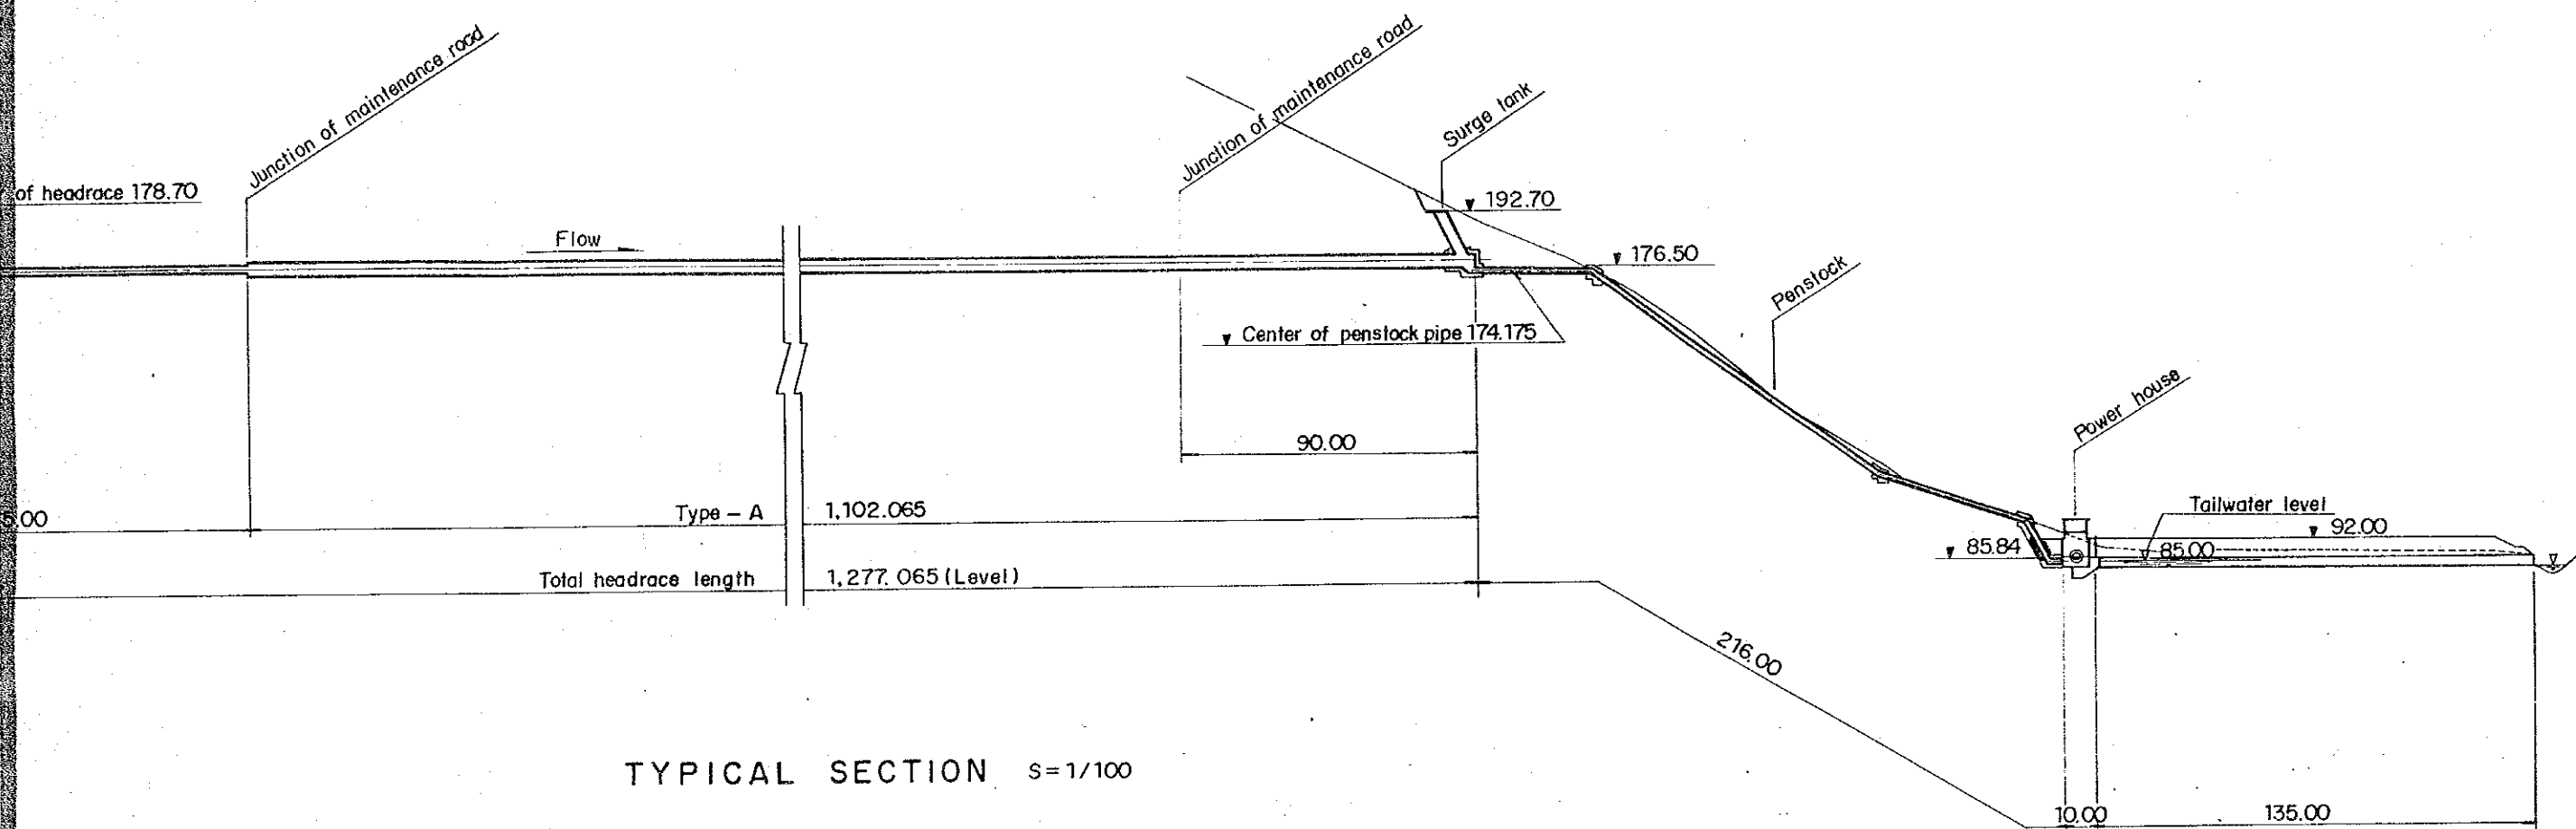 Junction of maintenance road
Junction of maintenance road
Surge tank
of headrace 178.70
192.70
Flow
176.50
Penstock
Center of penstock pipe 174.175
Power house
90.00
5.00
Type - A
1,102.065
Tailwater level
92.00
85.84
85.00
Total headrace length
1,277.065 (Level)
216.00
TYPICAL SECTION S=1/100
10.00
135.00